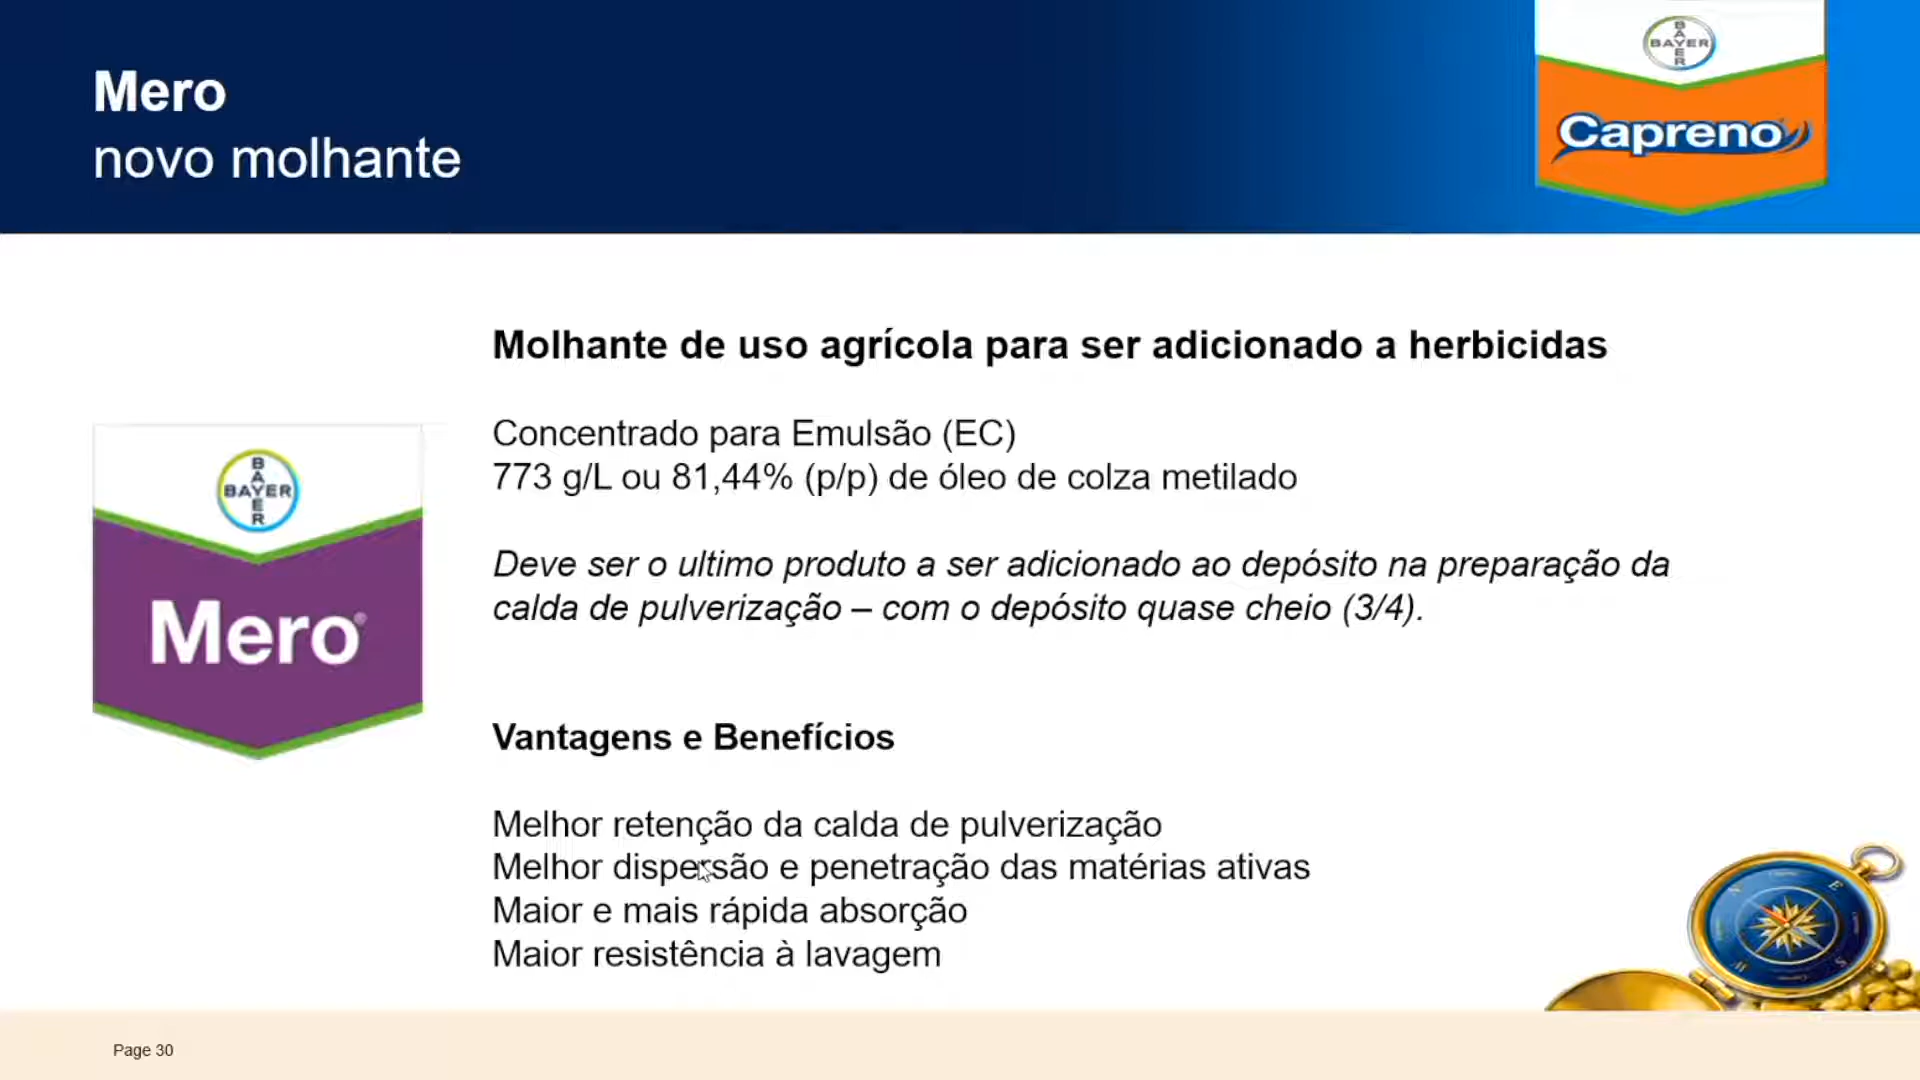 Mero
novo molhante
BAYER
BAYER
Capreno
Molhante de uso agrícola para ser adicionado a herbicidas
Concentrado para Emulsão (EC)
773 g/L ou 81,44% (p/p) de óleo de colza metilado
BAYER
BAYER
Mero®
Deve ser o ultimo produto a ser adicionado ao depósito na preparação da
calda de pulverização – com o depósito quase cheio (3/4).
Vantagens e Benefícios
Melhor retenção da calda de pulverização
Melhor dispersão e penetração das matérias ativas
Maior e mais rápida absorção
Maior resistência à lavagem
E
S
W
Page 30